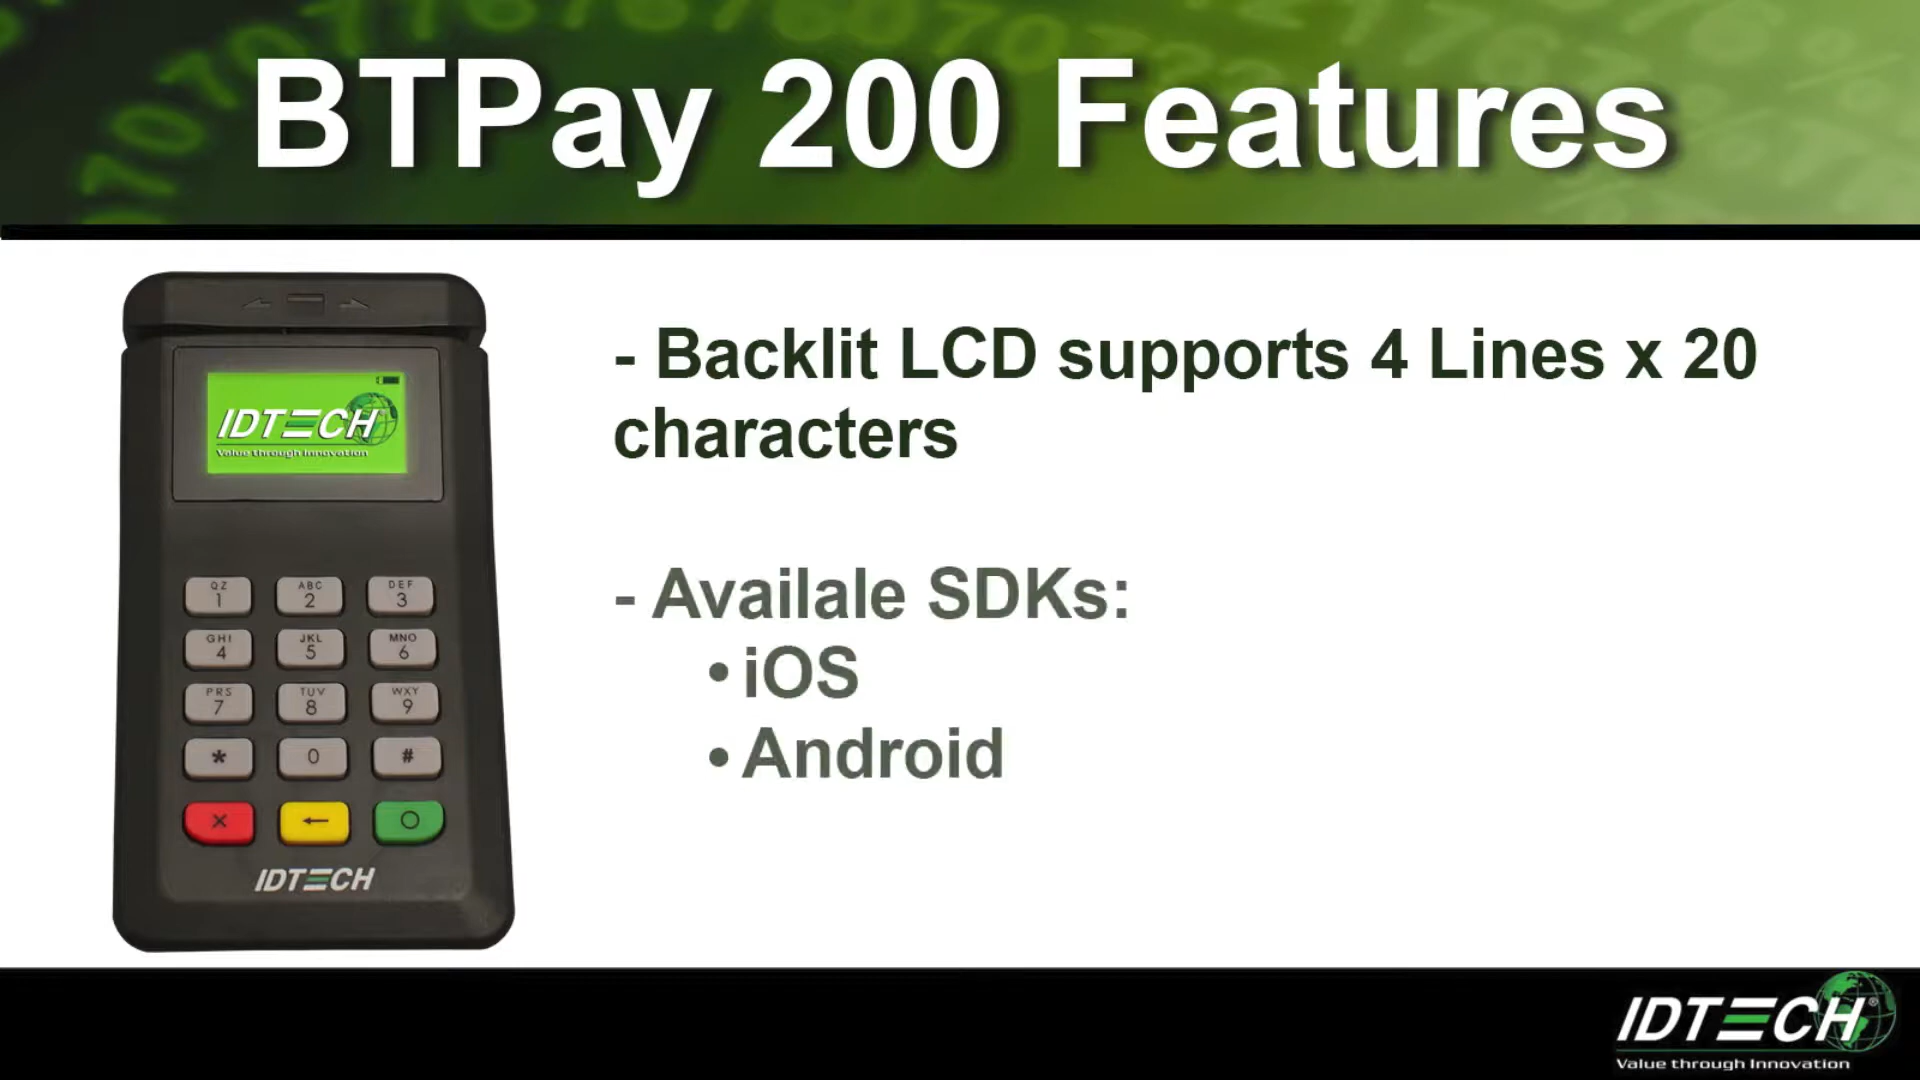 BTPay 200 Features
- Backlit LCD supports 4 Lines x 20
characters
- Availale SDKs:
• iOS
• Android
IDTECH
Value through Innovation
QZ ABC DEF
1 2 3
GHI JKL MNO
4 5 6
PRS TUV WXY
7 8 9
* 0 #
IDTECH
IDTECH®
Value through Innovation